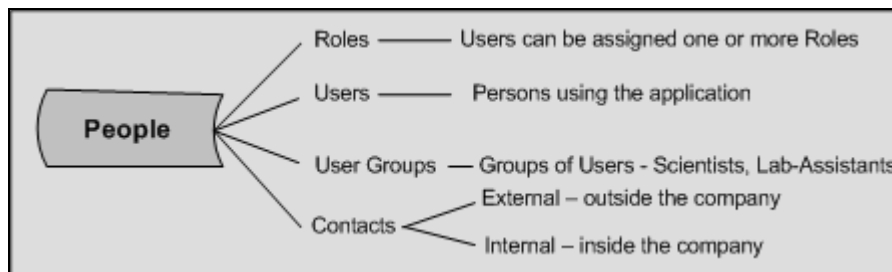 Roles
Users can be assigned one or more Roles
Users
Persons using the application
People
User Groups
Groups of Users - Scientists, Lab-Assistants
Contacts
External – outside the company
Internal – inside the company